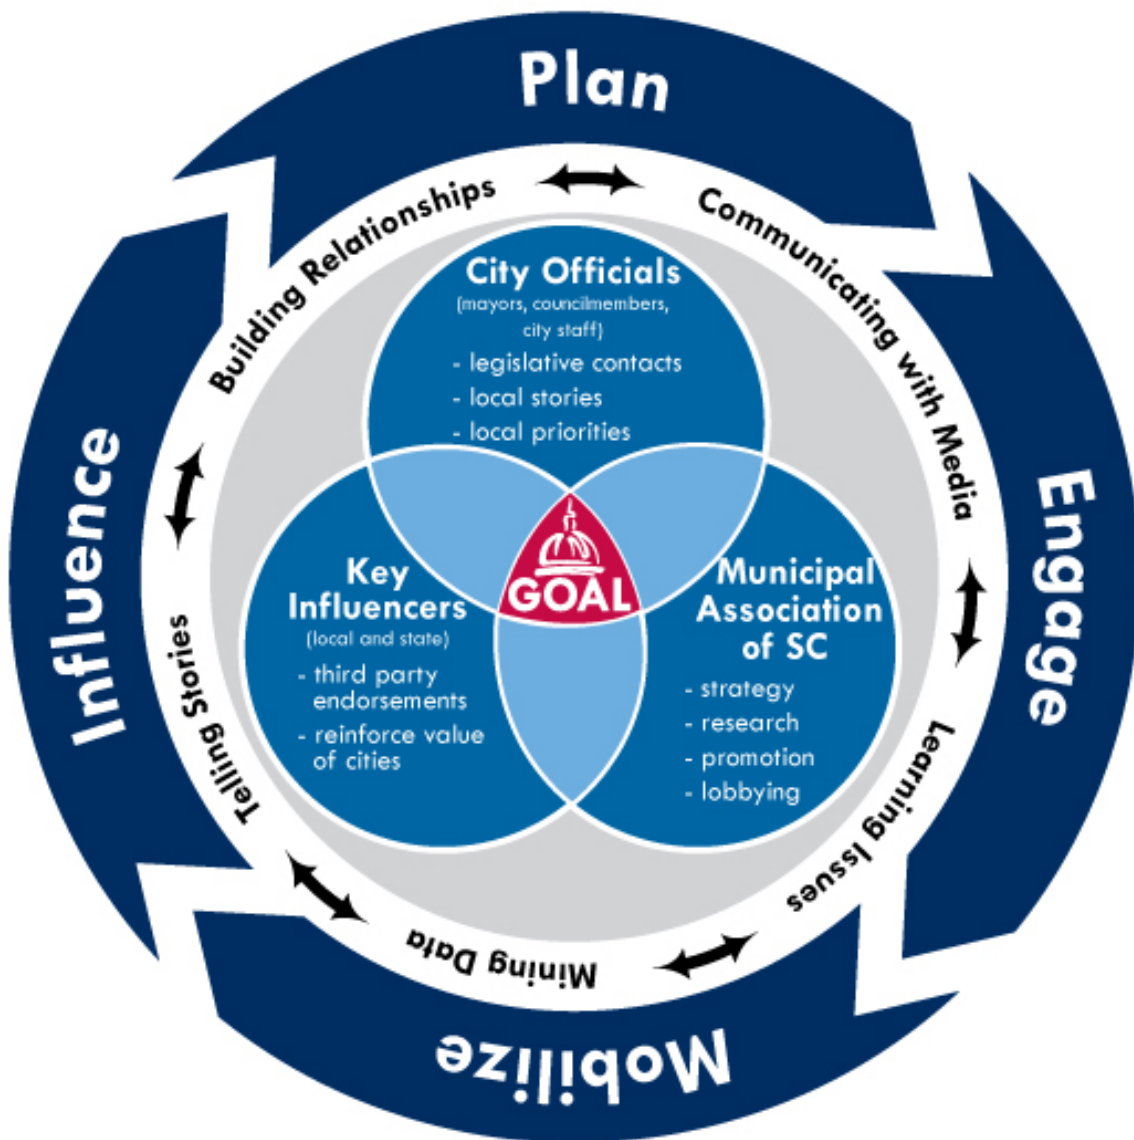 Plan
Engage
Mobilize
Influence
Building Relationships
Communicating with Media
Learning Issues
Mining Data
Telling Stories
City Officials
(mayors, councilmembers,
city staff)
- legislative contacts
- local stories
- local priorities
Key
Influencers
(local and state)
- third party
endorsements
- reinforce value
of cities
GOAL
Municipal
Association
of SC
- strategy
- research
- promotion
- lobbying